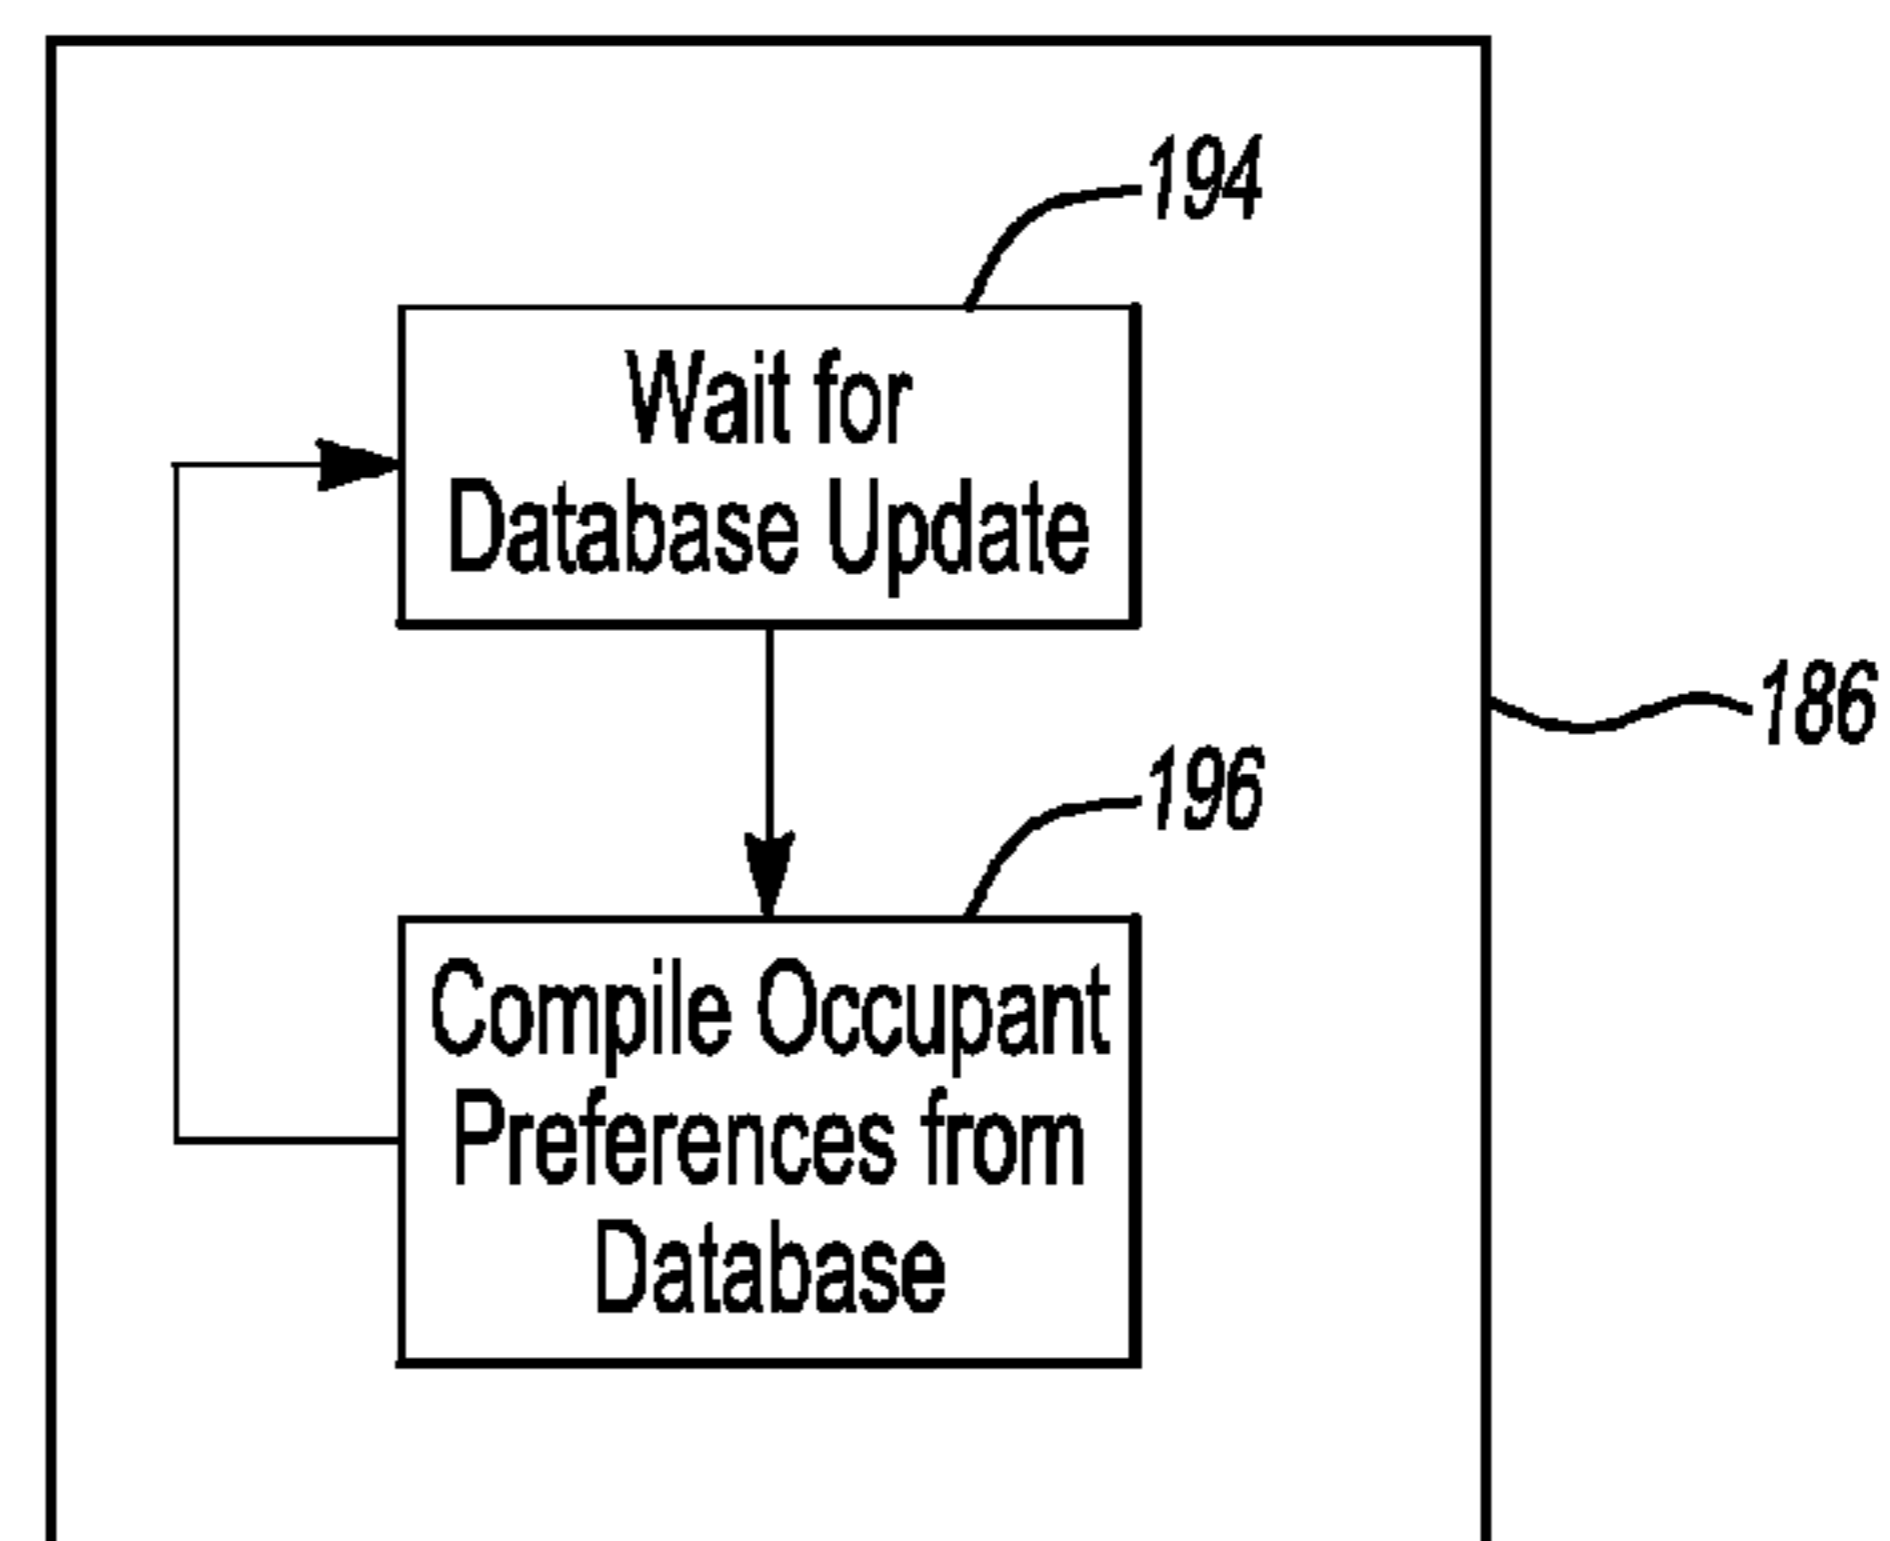 194
Wait for
Database Update
186
196
Compile Occupant
Preferences from
Database